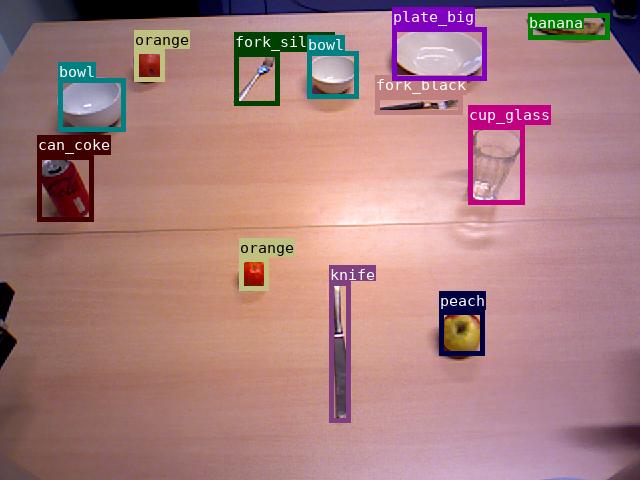 plate_big
banana
orange
fork_sil
bowl
bowl
fork_black
cup_glass
can_coke
orange
knife
peach